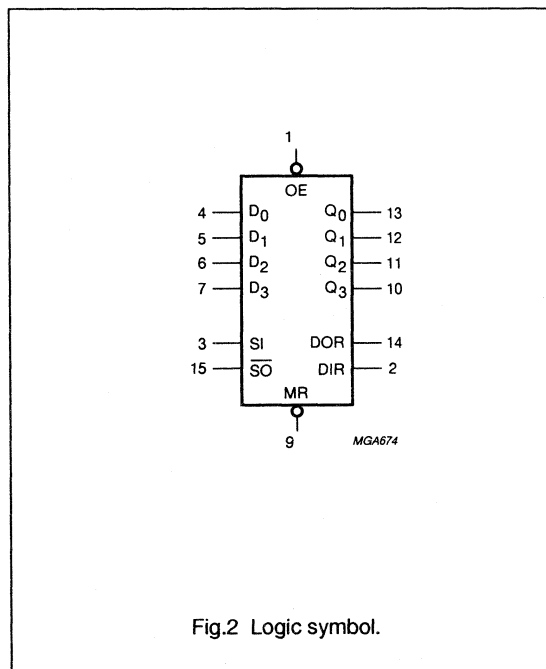 1
OE
4 D0 Q0 13
5 D1 Q1 12
6 D2 Q2 11
7 D3 Q3 10
3 SI DOR 14
15 S̅O̅ DIR 2
MR
9 MGA674
Fig.2 Logic symbol.